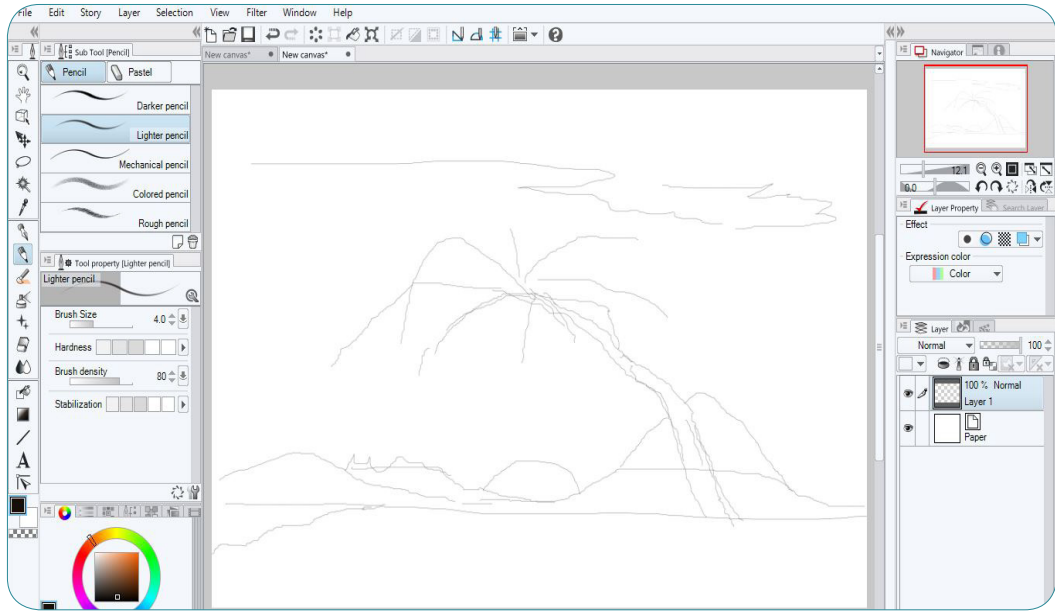 File Edit Story Layer Selection View Filter Window Help
Sub Tool [Pencil]
New canvas* New canvas*
Navigator
Pencil Pastel
Darker pencil
Lighter pencil
Mechanical pencil
Colored pencil
Rough pencil
12.1
0.0
Layer Property Search Layer
Effect
Expression color
Color
Tool property [Lighter pencil]
Lighter pencil
Brush Size 4.0
Hardness
Brush density 80
Stabilization
Layer
Normal 100
100 % Normal
Layer 1
Paper
A